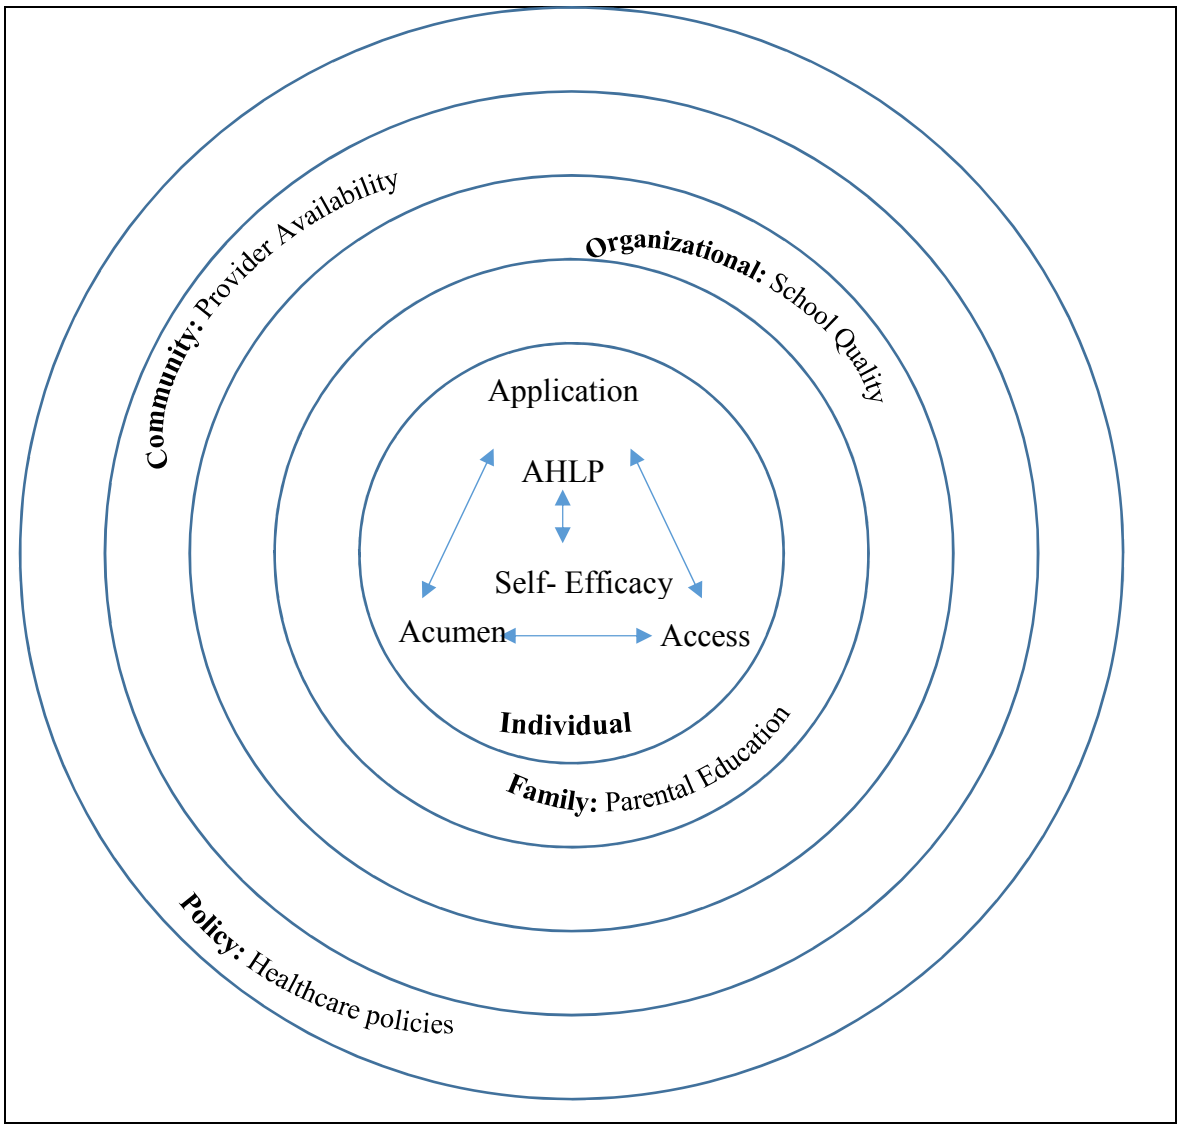 Community: Provider Availability
Organizational: School Quality
Application
AHLP
Self- Efficacy
Acumen
Access
Individual
Family: Parental Education
Policy: Healthcare policies